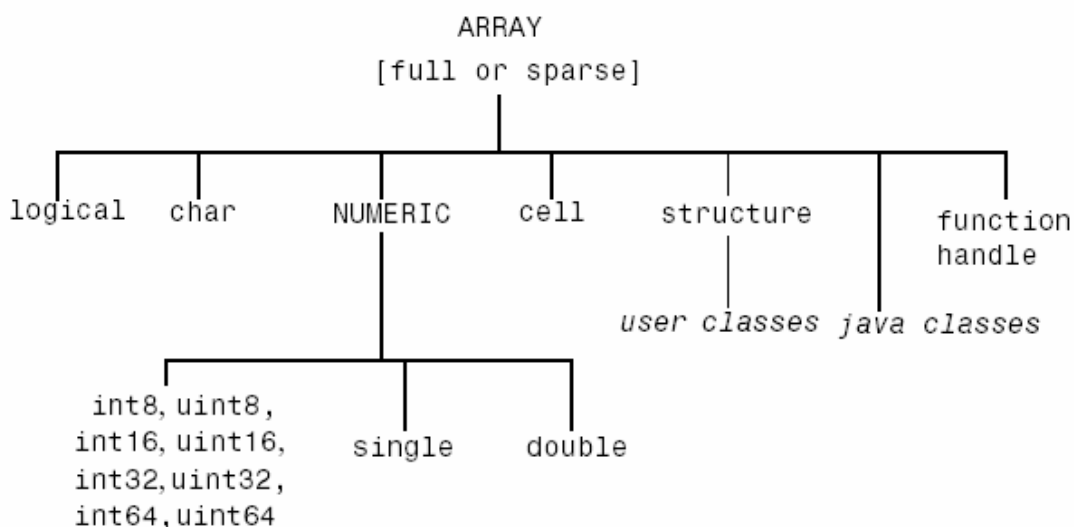 ARRAY
[full or sparse]
logical
char
NUMERIC
cell
structure
function
handle
user classes
java classes
int8, uint8,
int16, uint16,
int32, uint32,
int64, uint64
single
double